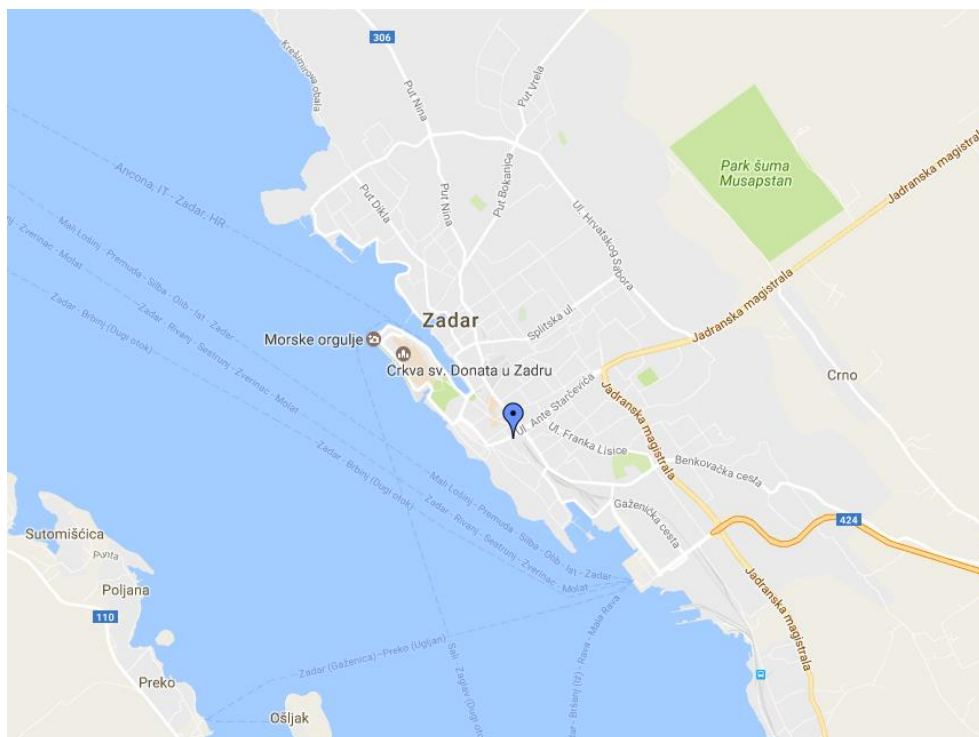 306
Krešimirova obala
Put Nina
Put Vrela
Put Dikla
Put Nina
Put Bokanjca
Ul. Hrvatskog Sabora
Park šuma
Musapstan
Jadranska magistrala
Jadranska magistrala
Ancona, IT - Zadar, HR
Mali Lošinj - Premuda - Silba - Olib - Ist - Zadar
Zadar - Rivanj - Sestrunj - Zverinac - Molat
Zadar - Brbinj (Dugi otok)
Zadar
Splitska ul
Morske orgulje
Crkva sv. Donata u Zadru
Crno
Ul. Ante Starčevića
Jadranska magistrala
Ul. Franka Lisice
Benkovačka cesta
Zadar - Brbinj (Dugi otok)
Mali Lošinj - Premuda - Silba - Olib - Ist - Zadar
Zadar - Rivanj - Sestrunj - Zverinac - Molat
Gaženička cesta
424
Sutomišćica
Punta
Poljana
110
Jadranska magistrala
Zadar (Gaženica) - Preko (Ugljan)
Sali - Zaglav (Dugi otok)
Zadar - Bršanj (Iž) - Rava - Mala Rava
Preko
Ošljak